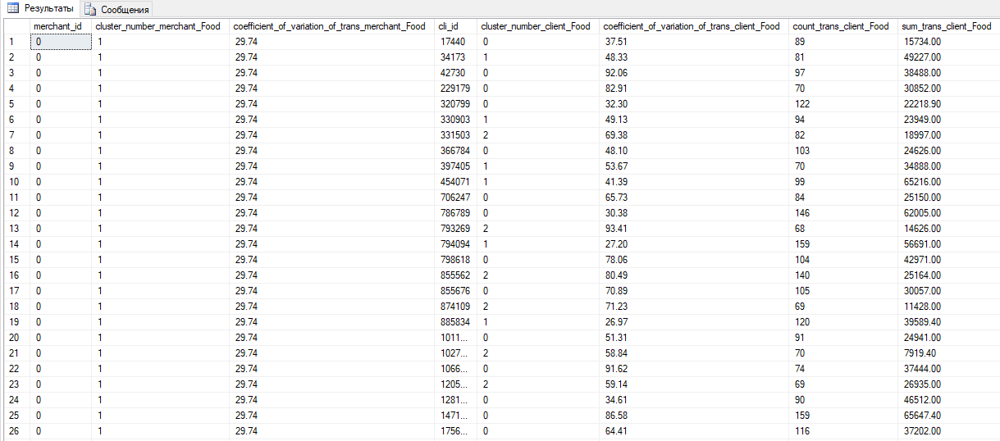 Результаты Сообщения
merchant_id cluster_number_merchant_Food coefficient_of_variation_of_trans_merchant_Food cli_id cluster_number_client_Food coefficient_of_variation_of_trans_client_Food count_trans_client_Food sum_trans_client_Food
1 0 1 29.74 17440 0 37.51 89 15734.00
2 0 1 29.74 34173 1 48.33 81 49227.00
3 0 1 29.74 42730 0 92.06 97 38488.00
4 0 1 29.74 229179 0 82.91 70 30852.00
5 0 1 29.74 320799 0 32.30 122 22218.90
6 0 1 29.74 330903 1 49.13 94 23949.00
7 0 1 29.74 331503 2 69.38 82 18997.00
8 0 1 29.74 366784 0 48.10 103 24626.00
9 0 1 29.74 397405 1 53.67 70 34888.00
10 0 1 29.74 454071 1 41.39 99 65216.00
11 0 1 29.74 706247 0 65.73 84 25150.00
12 0 1 29.74 786789 0 30.38 146 62005.00
13 0 1 29.74 793269 2 93.41 68 14626.00
14 0 1 29.74 794094 1 27.20 159 56691.00
15 0 1 29.74 798618 0 78.06 104 42971.00
16 0 1 29.74 855562 2 80.49 140 25164.00
17 0 1 29.74 855676 0 70.89 105 30057.00
18 0 1 29.74 874109 2 71.23 69 11428.00
19 0 1 29.74 885834 1 26.97 120 39589.40
20 0 1 29.74 1011... 0 51.31 91 24941.00
21 0 1 29.74 1027... 2 58.84 70 7919.40
22 0 1 29.74 1066... 0 91.62 74 37444.00
23 0 1 29.74 1205... 2 59.14 69 26935.00
24 0 1 29.74 1281... 0 34.61 90 46512.00
25 0 1 29.74 1471... 0 86.58 159 65647.40
26 0 1 29.74 1756... 0 64.41 116 37202.00